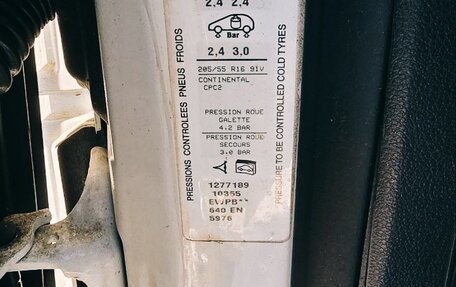 2,4 2,4
Bar
2,4 3,0
205/55 R16 91V
CONTINENTAL
CPC2
PRESSION ROUE
GALETTE
4.2 BAR
PRESSION ROUE
SECOURS
3.0 BAR
1277189
10355
EWPB**
640 EN
5976
PRESSIONS CONTROLEES PNEUS FROIDS
PRESSURE TO BE CONTROLLED COLD TYRES